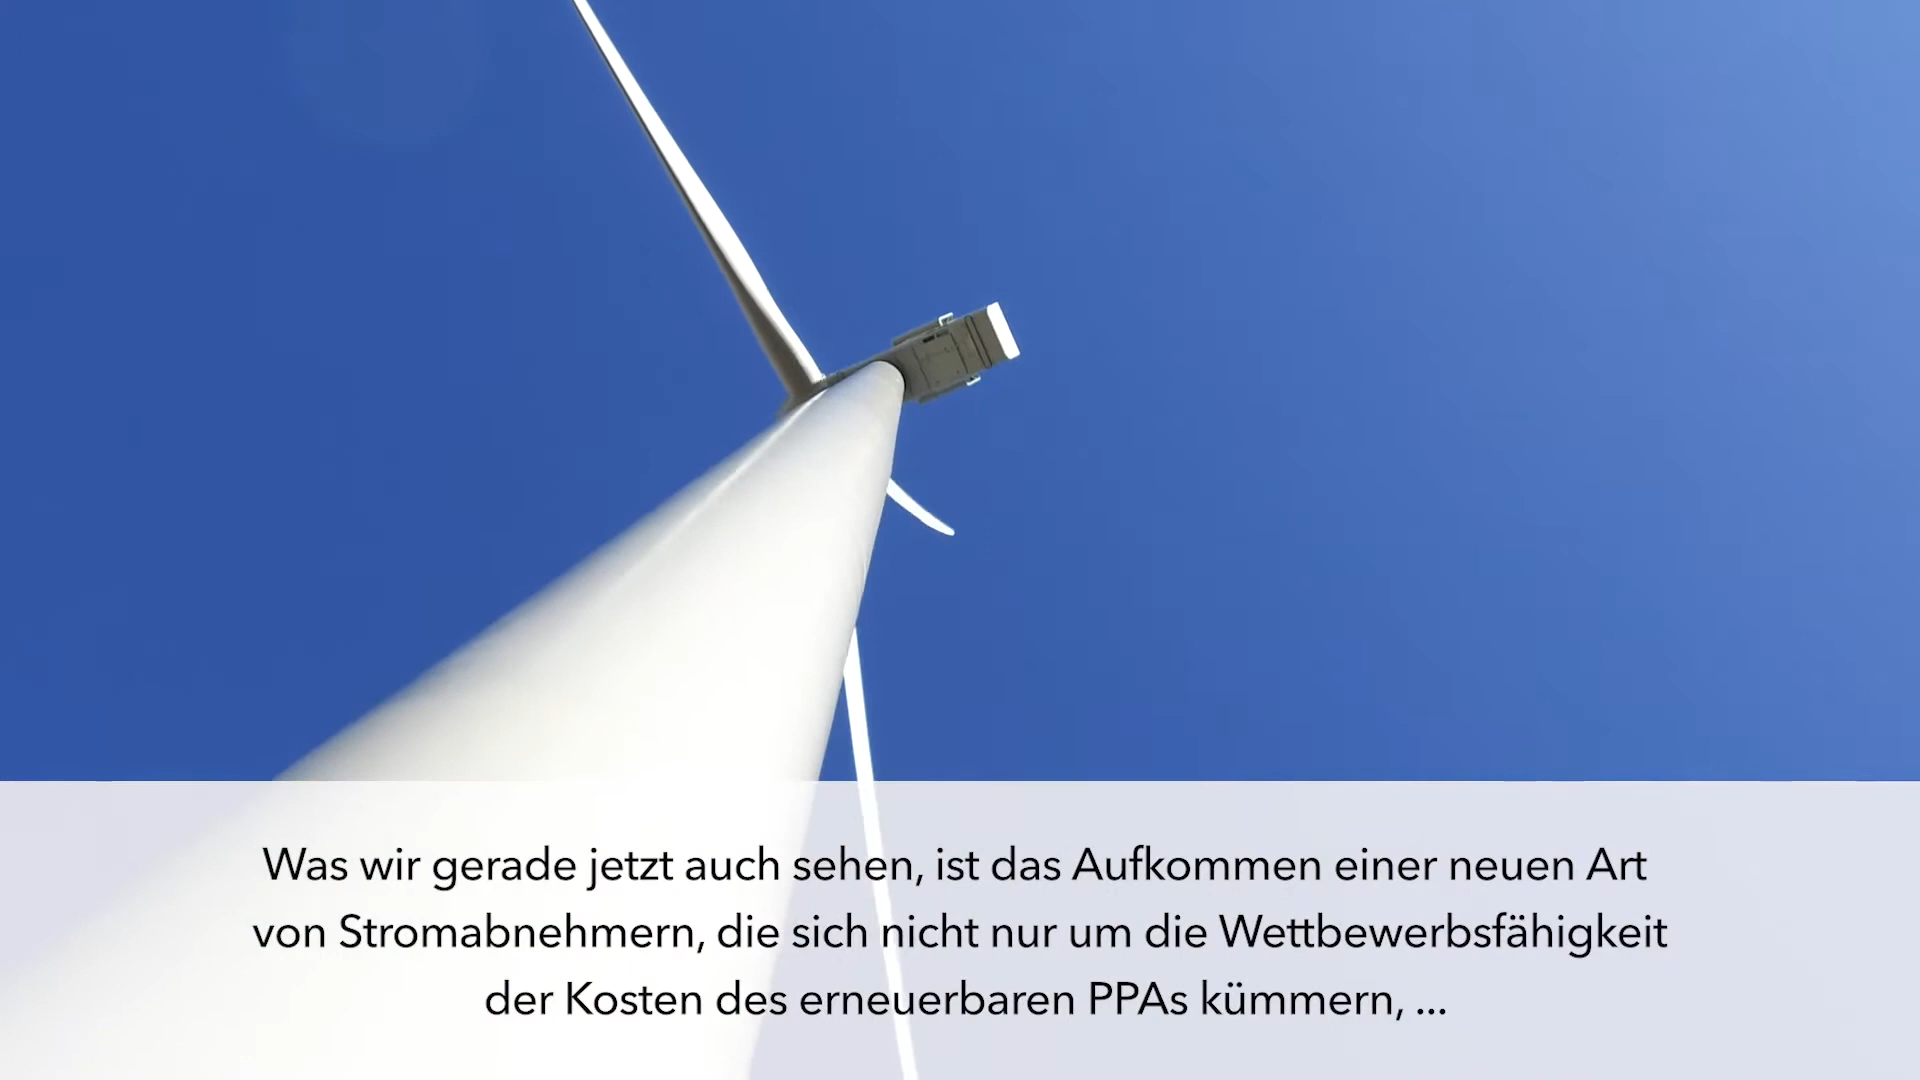 Was wir gerade jetzt auch sehen, ist das Aufkommen einer neuen Art
von Stromabnehmern, die sich nicht nur um die Wettbewerbsfähigkeit
der Kosten des erneuerbaren PPAs kümmern, ...